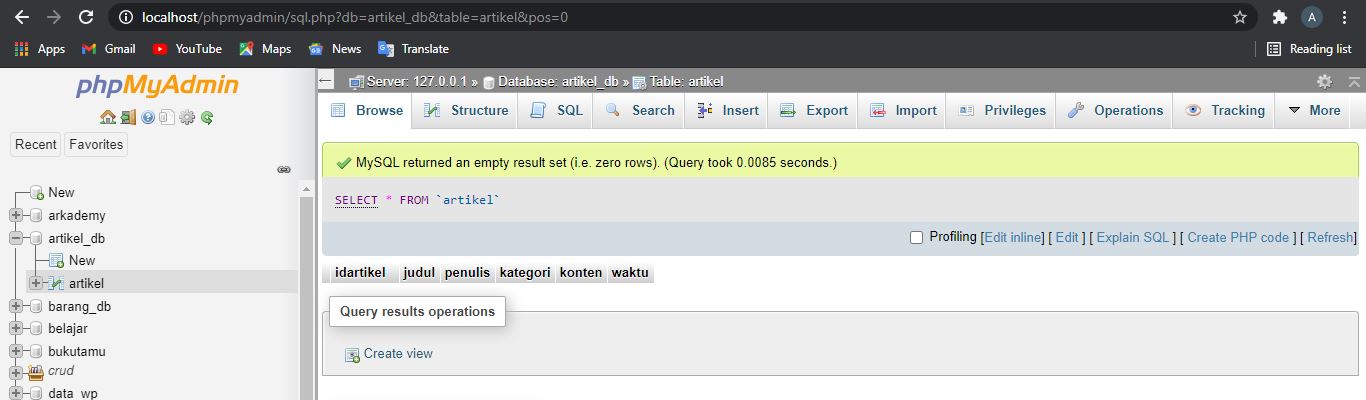 localhost/phpmyadmin/sql.php?db=artikel_db&table=artikel&pos=0
A
Apps Gmail YouTube Maps News Translate Reading list
phpMyAdmin
Recent Favorites
New
arkademy
artikel_db
New
artikel
barang_db
belajar
bukutamu
crud
data_wp
Server: 127.0.0.1 » Database: artikel_db » Table: artikel
Browse Structure SQL Search Insert Export Import Privileges Operations Tracking More
MySQL returned an empty result set (i.e. zero rows). (Query took 0.0085 seconds.)
SELECT * FROM `artikel`
Profiling [Edit inline] [ Edit ] [ Explain SQL ] [ Create PHP code ] [ Refresh]
idartikel judul penulis kategori konten waktu
Query results operations
Create view